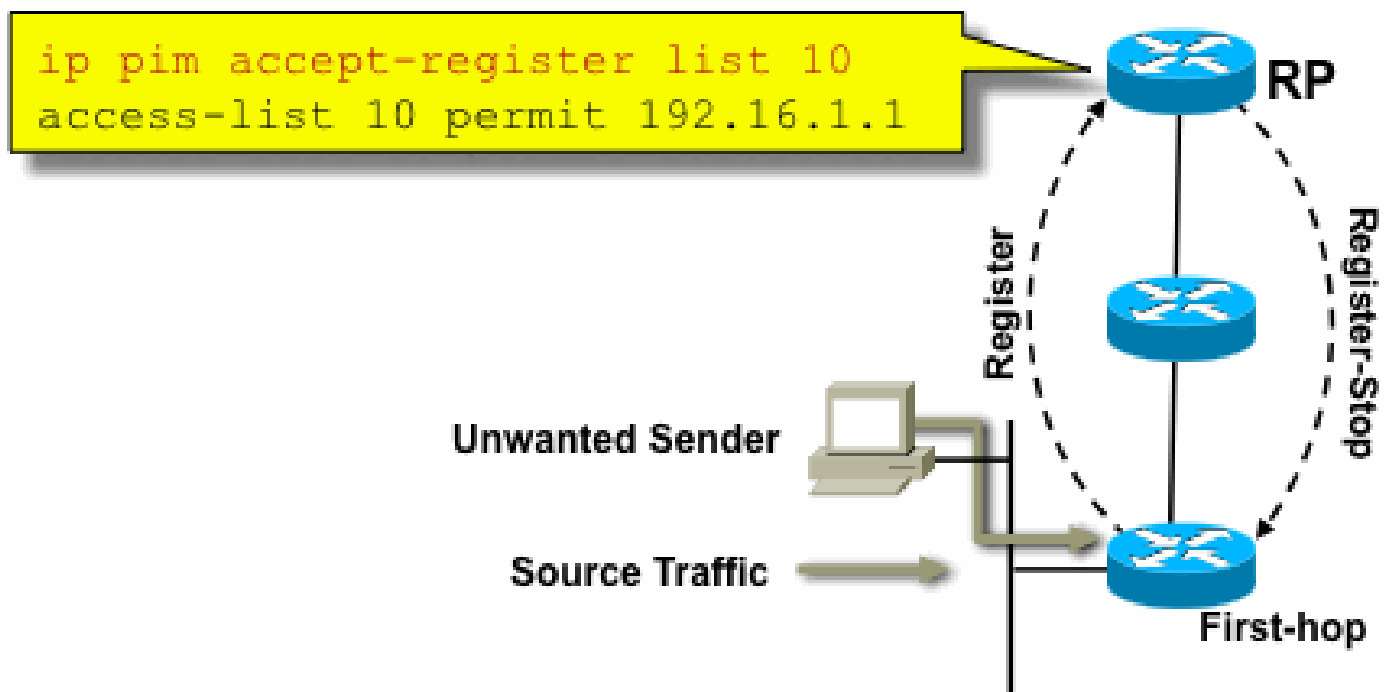 ip pim accept-register list 10
access-list 10 permit 192.16.1.1
RP
Register
Register-Stop
Unwanted Sender
Source Traffic
First-hop